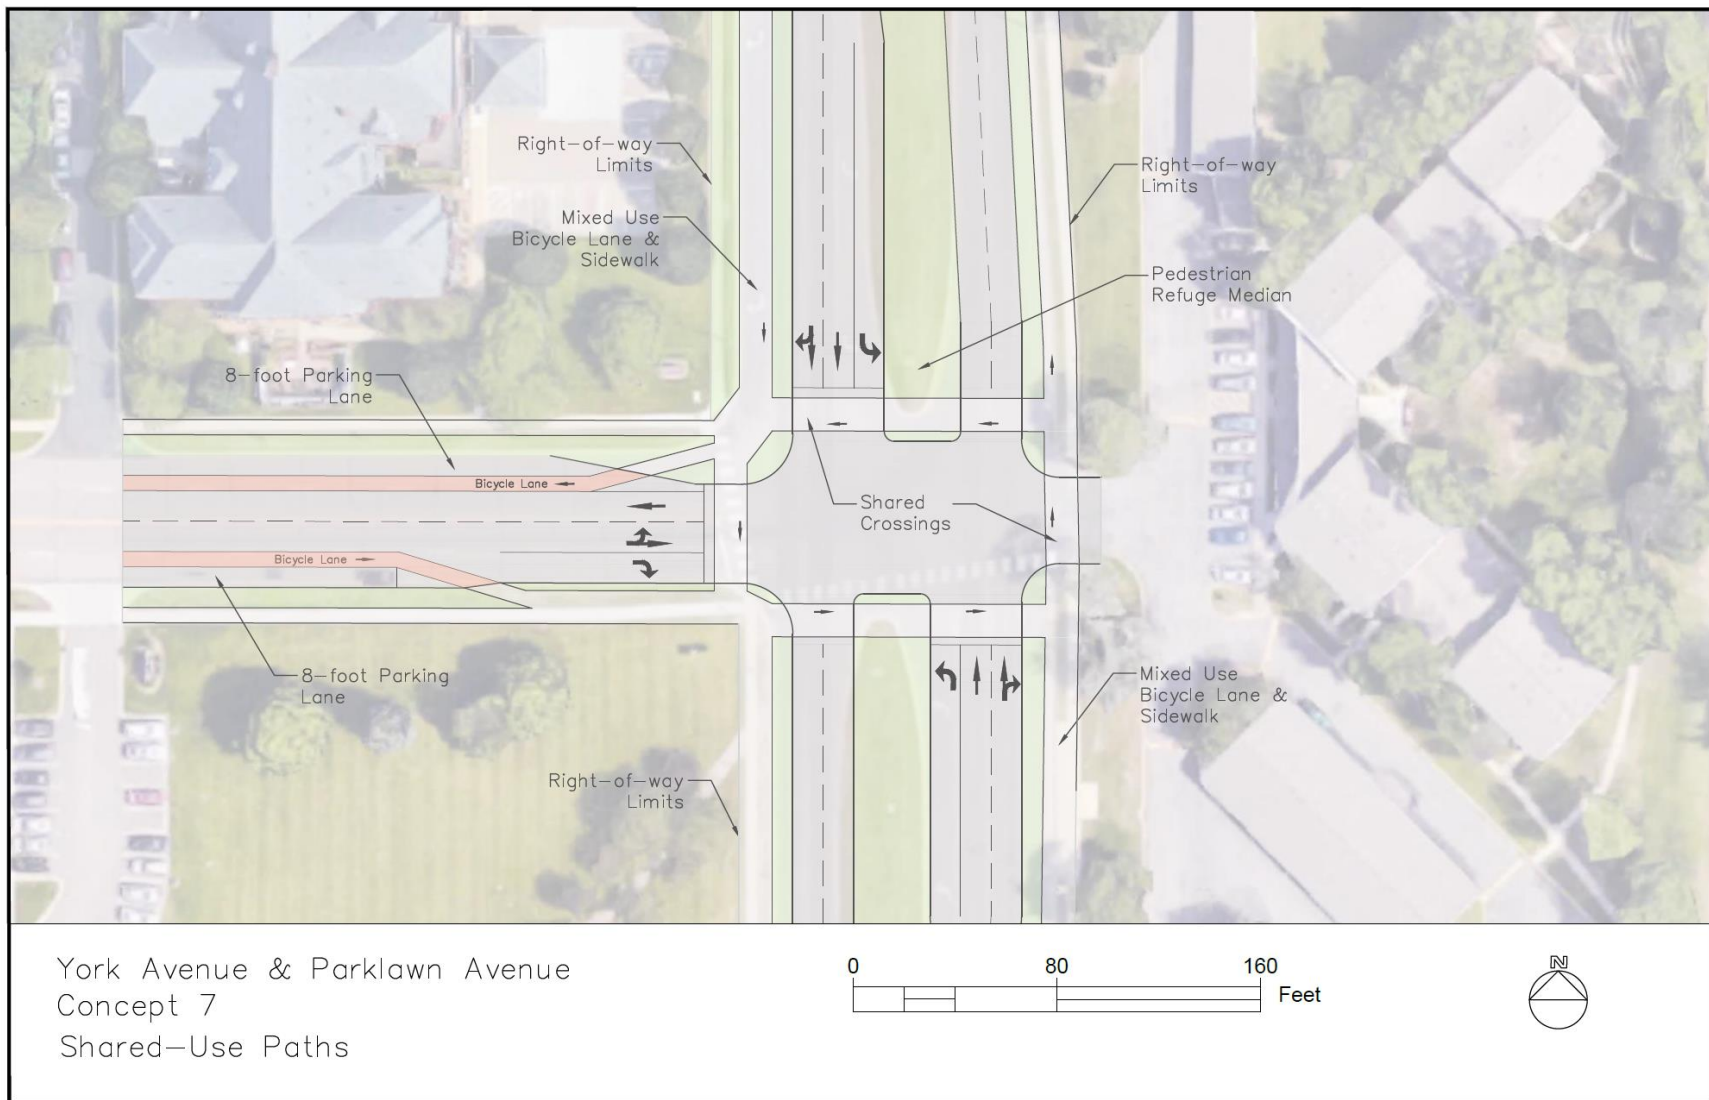 Right-of-way
Limits
Mixed Use
Bicycle Lane &
Sidewalk
8-foot Parking
Lane
Right-of-way
Limits
Pedestrian
Refuge Median
Bicycle Lane
Shared
Crossings
Bicycle Lane
8-foot Parking
Lane
Mixed Use
Bicycle Lane &
Sidewalk
Right-of-way
Limits
York Avenue & Parklawn Avenue
Concept 7
Shared-Use Paths
0 80 160
Feet
N